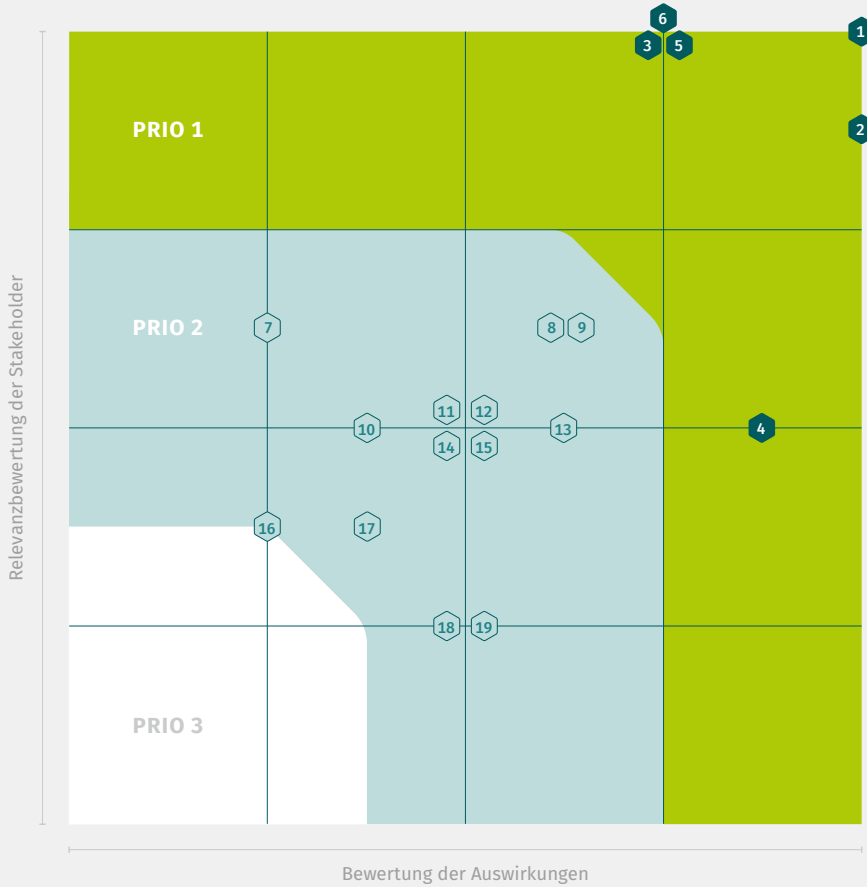 6
1
3 5
PRIO 1
2
PRIO 2
7
8 9
11 12
10
13
4
14 15
16
17
18 19
PRIO 3
Relevanzbewertung der Stakeholder
Bewertung der Auswirkungen